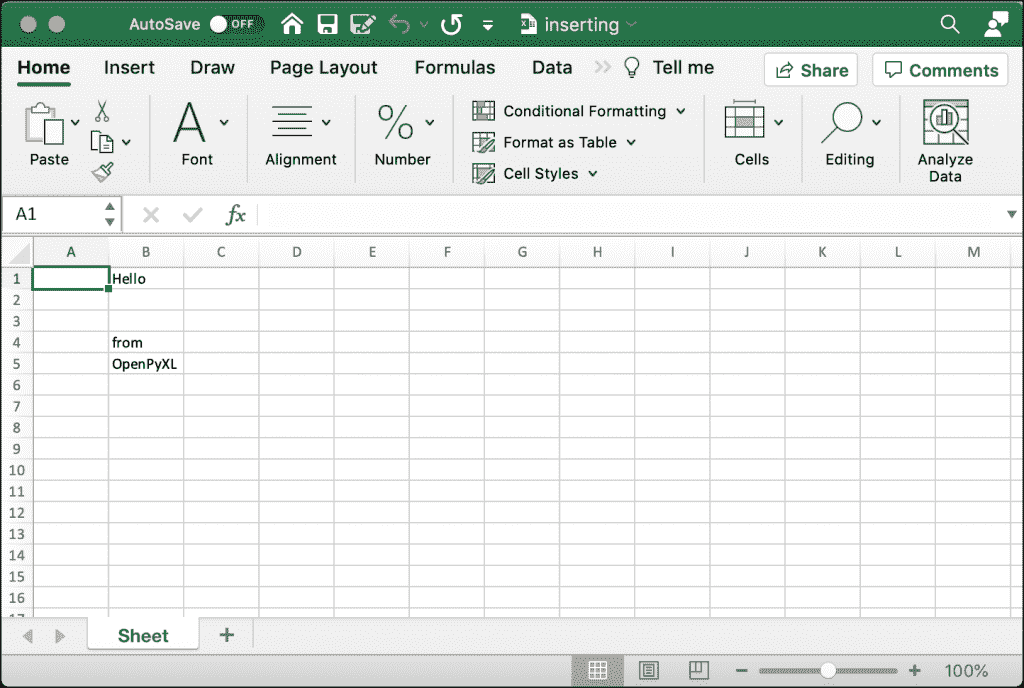 AutoSave OFF inserting
Home Insert Draw Page Layout Formulas Data Tell me Share Comments
Paste Font Alignment Number Conditional Formatting Format as Table Cell Styles Cells Editing Analyze Data
A1 fx
A B C D E F G H I J K L M
1 Hello
2
3
4 from
5 OpenPyXL
6
7
8
9
10
11
12
13
14
15
16
17
Sheet +
100%